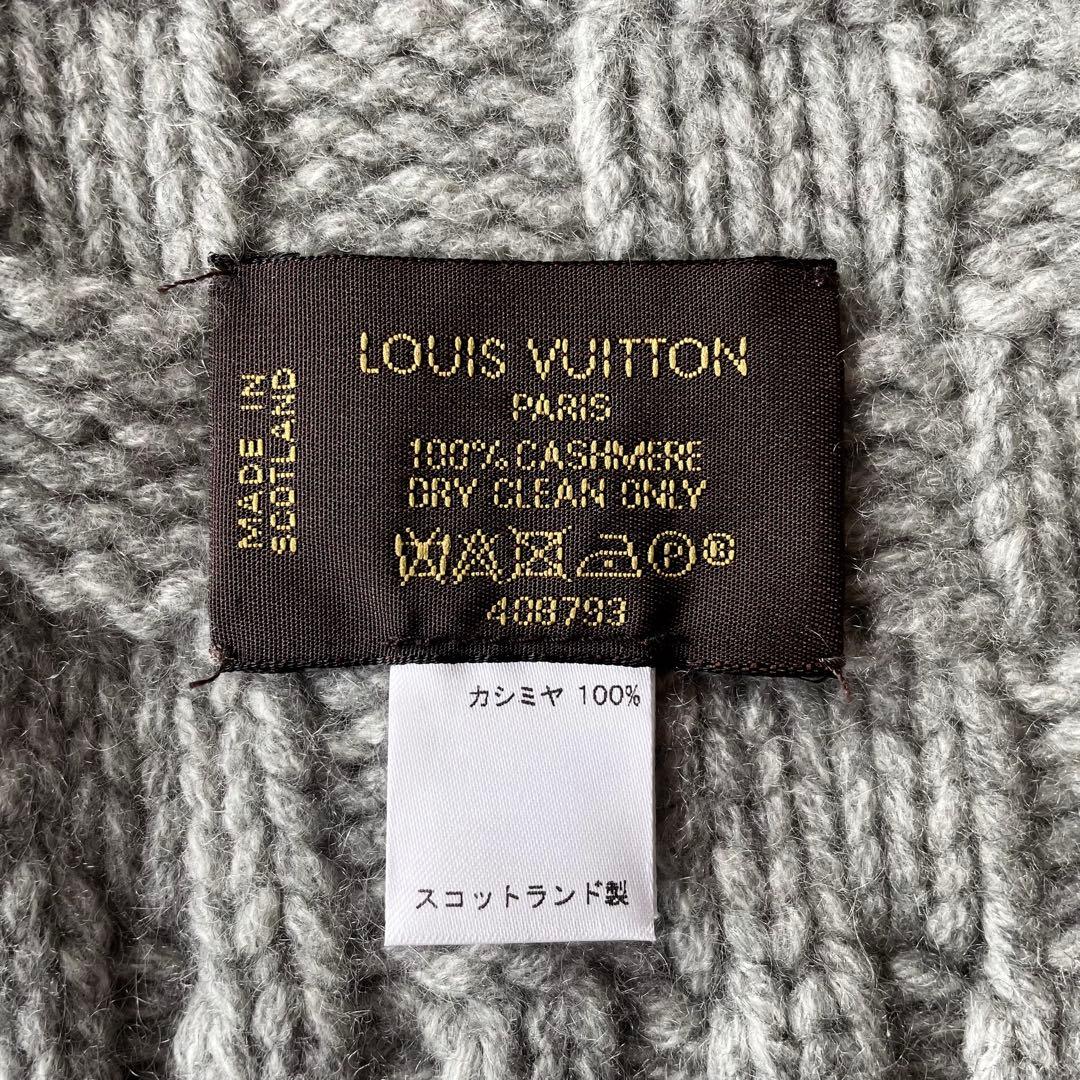 LOUIS VUITTON
PARIS
100% CASHMERE
DRY CLEAN ONLY
P ®
408793
MADE IN
SCOTLAND
カシミヤ 100%
スコットランド製